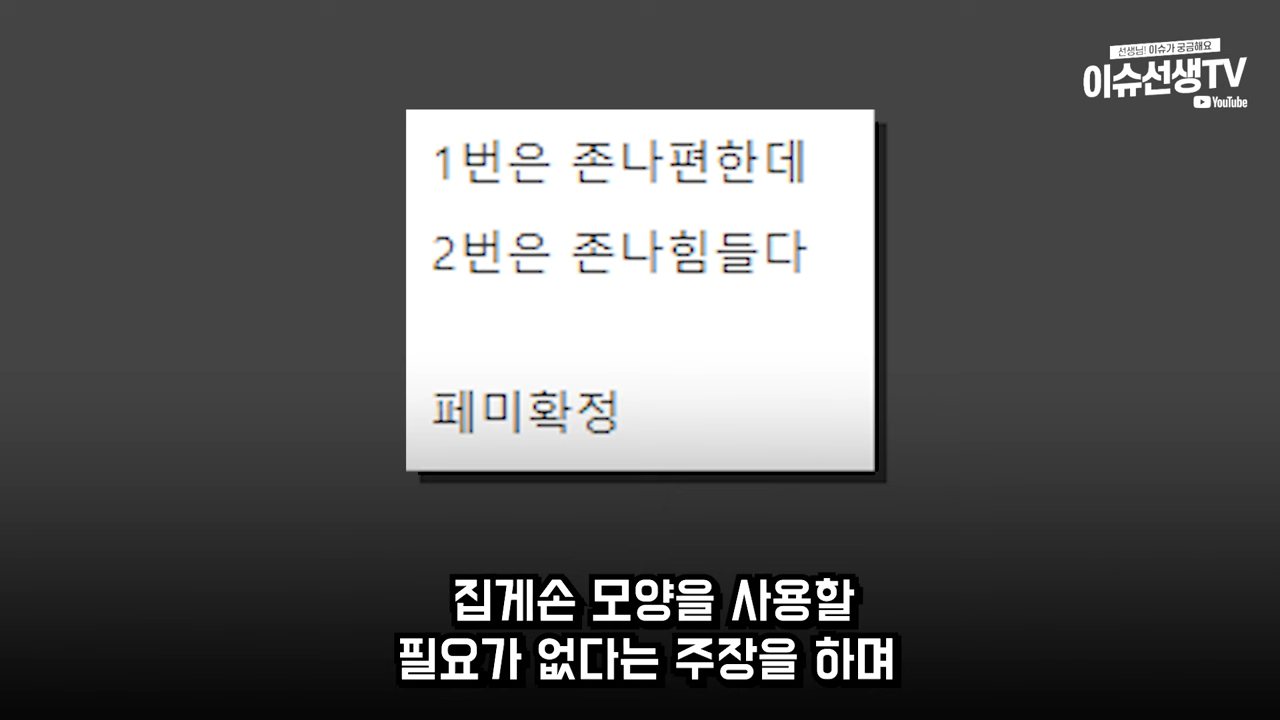 선생님! 이슈가 궁금해요
이슈선생TV
YouTube
1번은 존나편한데
2번은 존나힘들다
페미확정
집게손 모양을 사용할
필요가 없다는 주장을 하며